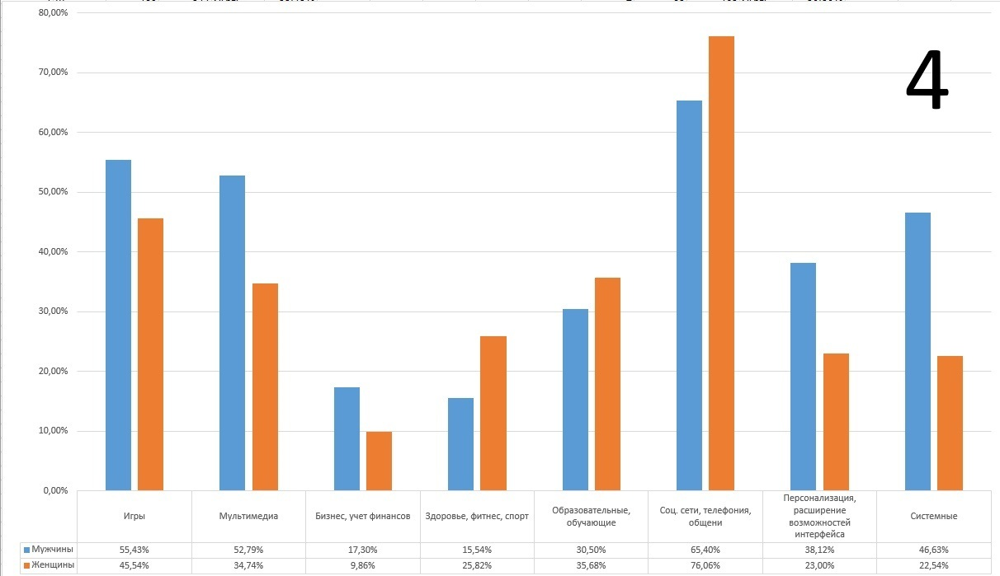 80,00%
4
70,00%
60,00%
50,00%
40,00%
30,00%
20,00%
10,00%
0,00%
Игры
Мультимедиа
Бизнес, учет финансов
Здоровье, фитнес, спорт
Образовательные,
обучающие
Соц. сети, телефония,
общени
Персонализация,
расширение
возможностей
интерфейса
Системные
Мужчины 55,43% 52,79% 17,30% 15,54% 30,50% 65,40% 38,12% 46,63%
Женщины 45,54% 34,74% 9,86% 25,82% 35,68% 76,06% 23,00% 22,54%